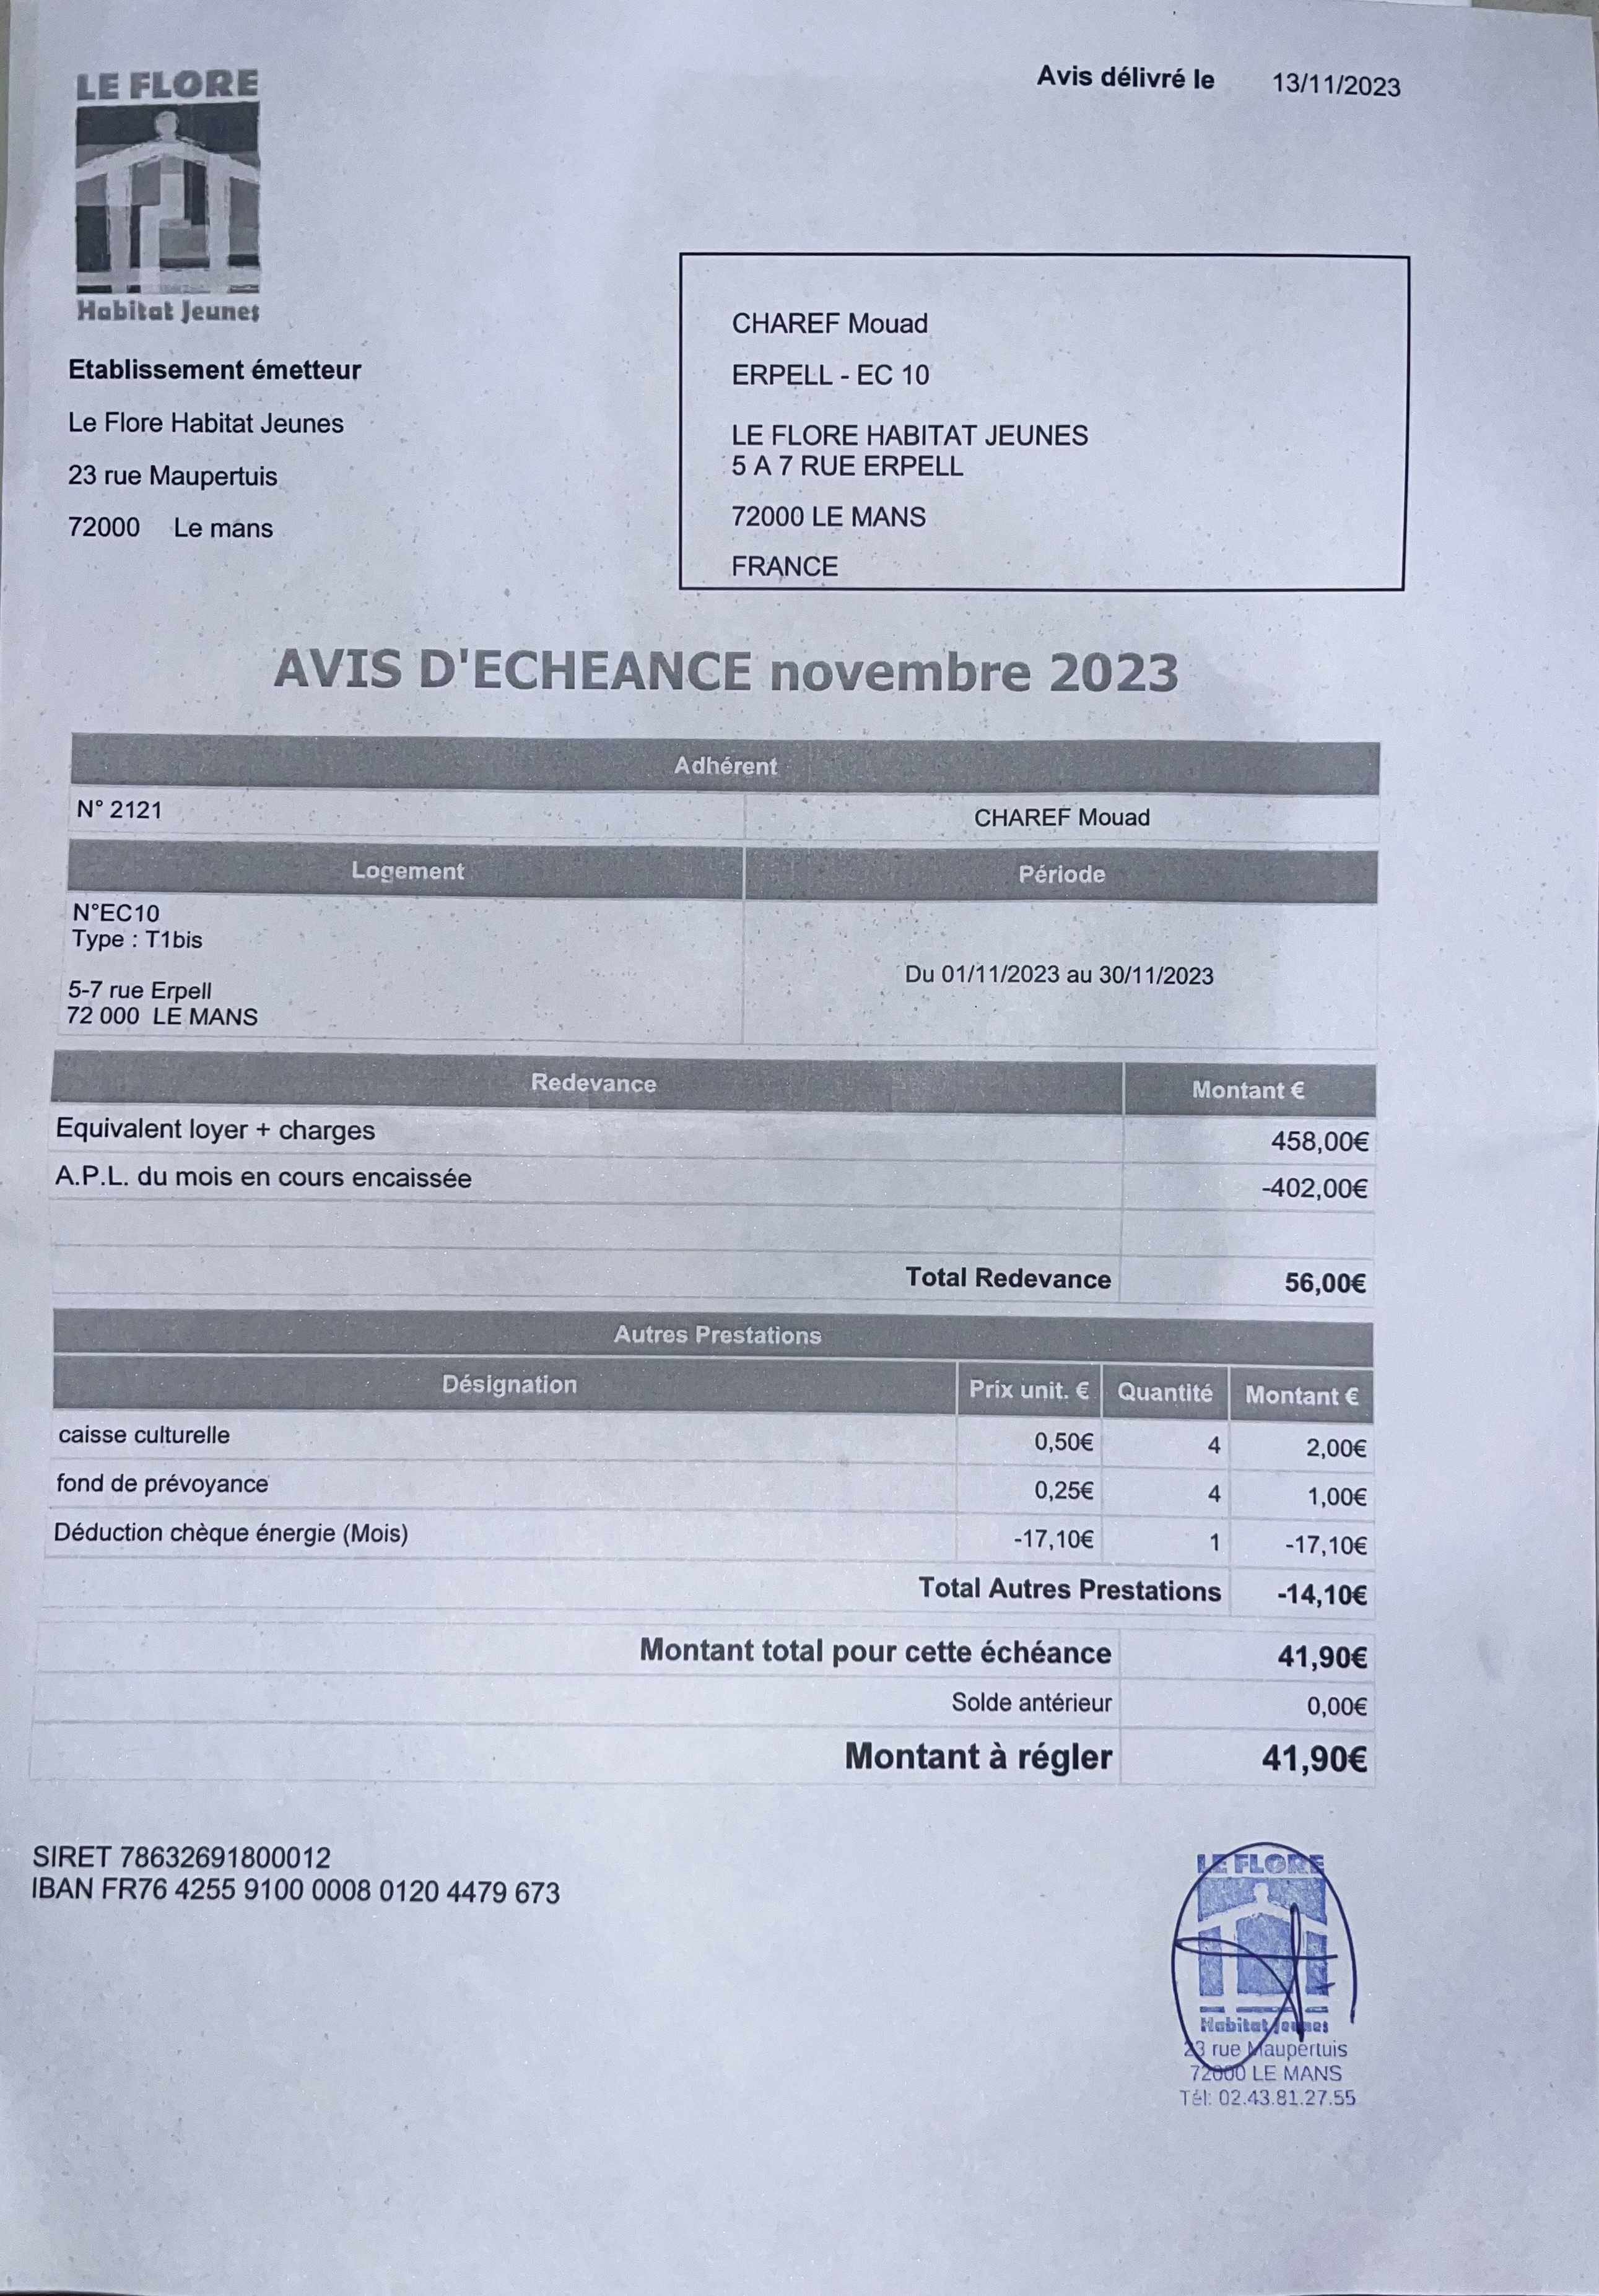 LE FLORE
Habitat Jeunes
Avis délivré le 13/11/2023
Etablissement émetteur
Le Flore Habitat Jeunes
23 rue Maupertuis
72000 Le mans
CHAREF Mouad
ERPELL - EC 10
LE FLORE HABITAT JEUNES
5 A 7 RUE ERPELL
72000 LE MANS
FRANCE
AVIS D'ECHEANCE novembre 2023
Adhérent
N° 2121 CHAREF Mouad
Logement Période
N°EC10
Type : T1bis
5-7 rue Erpell
72 000 LE MANS
Du 01/11/2023 au 30/11/2023
Redevance Montant €
Equivalent loyer + charges 458,00€
A.P.L. du mois en cours encaissée -402,00€
Total Redevance 56,00€
Autres Prestations
Désignation Prix unit. € Quantité Montant €
caisse culturelle 0,50€ 4 2,00€
fond de prévoyance 0,25€ 4 1,00€
Déduction chèque énergie (Mois) -17,10€ 1 -17,10€
Total Autres Prestations -14,10€
Montant total pour cette échéance 41,90€
Solde antérieur 0,00€
Montant à régler 41,90€
SIRET 78632691800012
IBAN FR76 4255 9100 0008 0120 4479 673
LE FLORE
Habitat Jeunes
23 rue Maupertuis
72000 LE MANS
Tél: 02.43.81.27.55